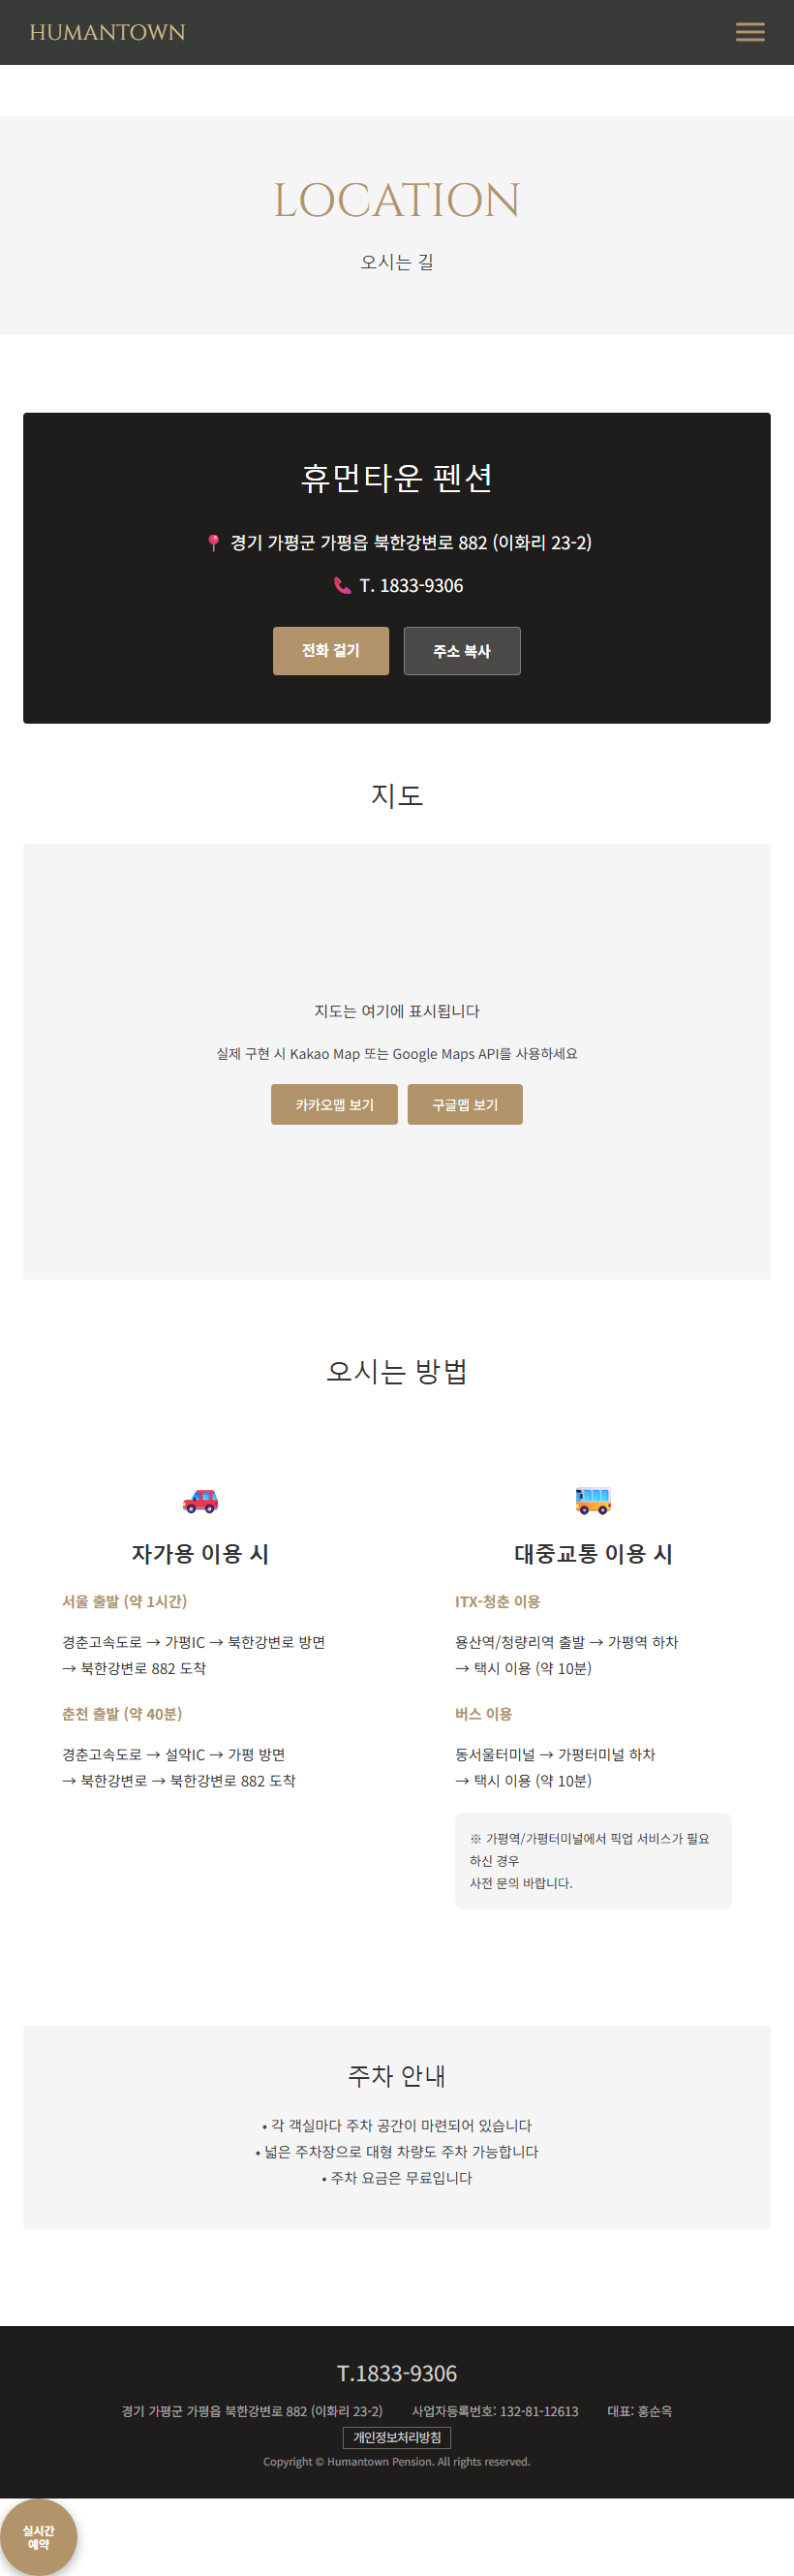 HUMANTOWN
LOCATION
오시는 길
휴먼타운 펜션
📍 경기 가평군 가평읍 북한강변로 882 (이화리 23-2)
📞 T. 1833-9306
전화 걸기
주소 복사
지도
지도는 여기에 표시됩니다
실제 구현 시 Kakao Map 또는 Google Maps API를 사용하세요
카카오맵 보기
구글맵 보기
오시는 방법
자가용 이용 시
서울 출발 (약 1시간)
경춘고속도로 → 가평IC → 북한강변로 방면
→ 북한강변로 882 도착
춘천 출발 (약 40분)
경춘고속도로 → 설악IC → 가평 방면
→ 북한강변로 → 북한강변로 882 도착
대중교통 이용 시
ITX-청춘 이용
용산역/청량리역 출발 → 가평역 하차
→ 택시 이용 (약 10분)
버스 이용
동서울터미널 → 가평터미널 하차
→ 택시 이용 (약 10분)
※ 가평역/가평터미널에서 픽업 서비스가 필요
하신 경우
사전 문의 바랍니다.
주차 안내
• 각 객실마다 주차 공간이 마련되어 있습니다
• 넓은 주차장으로 대형 차량도 주차 가능합니다
• 주차 요금은 무료입니다
T.1833-9306
경기 가평군 가평읍 북한강변로 882 (이화리 23-2) 사업자등록번호: 132-81-12613 대표: 홍순옥
개인정보처리방침
Copyright © Humantown Pension. All rights reserved.
실시간
예약